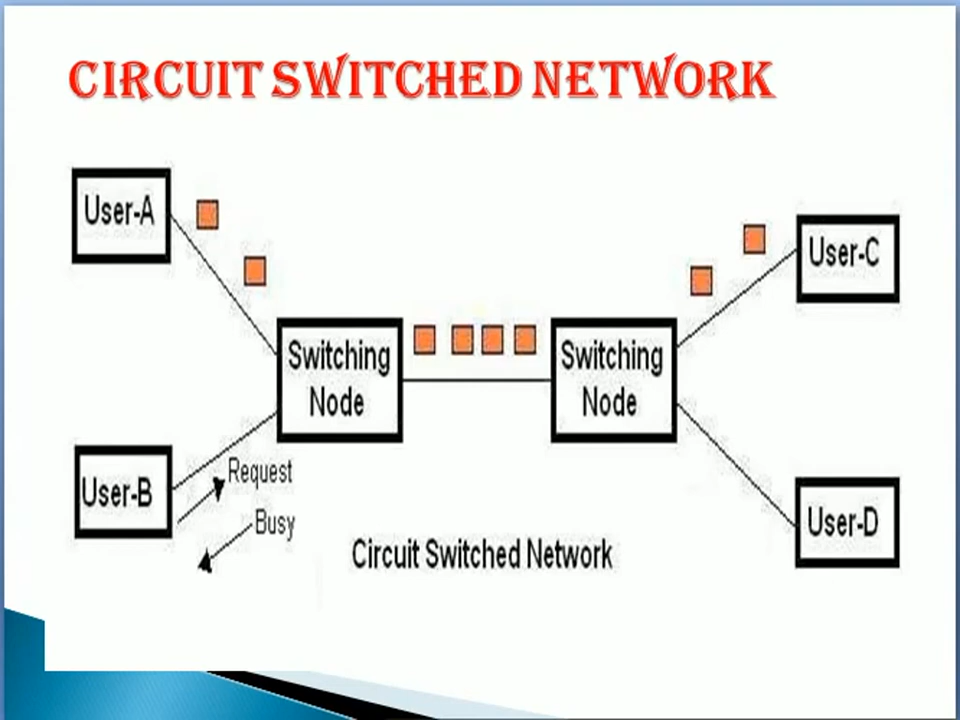 CIRCUIT SWITCHED NETWORK
User-A
User-C
Switching
Node
Switching
Node
User-B
Request
Busy
User-D
Circuit Switched Network